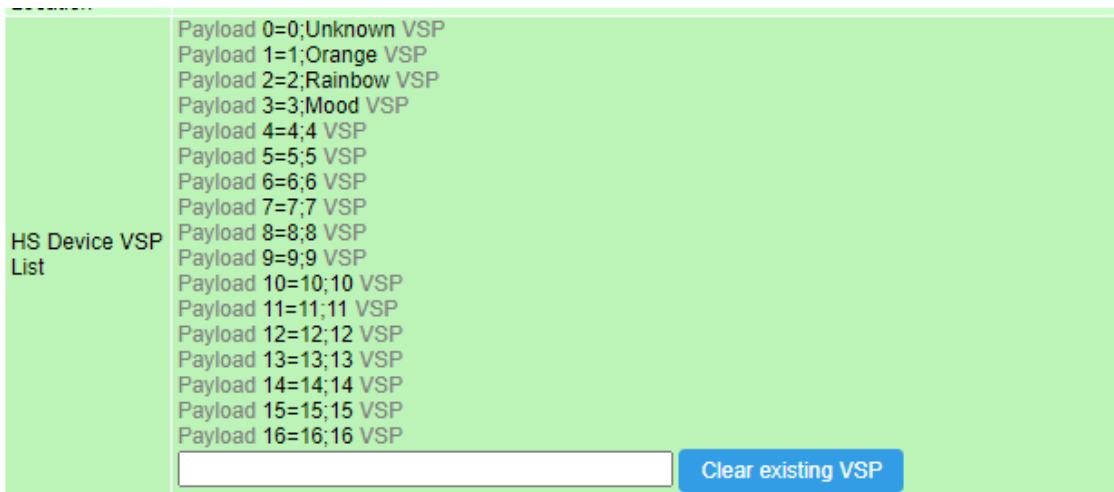 Payload 0=0;Unknown VSP
Payload 1=1;Orange VSP
Payload 2=2;Rainbow VSP
Payload 3=3;Mood VSP
Payload 4=4;4 VSP
Payload 5=5;5 VSP
Payload 6=6;6 VSP
Payload 7=7;7 VSP
Payload 8=8;8 VSP
HS Device VSP
List
Payload 9=9;9 VSP
Payload 10=10;10 VSP
Payload 11=11;11 VSP
Payload 12=12;12 VSP
Payload 13=13;13 VSP
Payload 14=14;14 VSP
Payload 15=15;15 VSP
Payload 16=16;16 VSP
Clear existing VSP